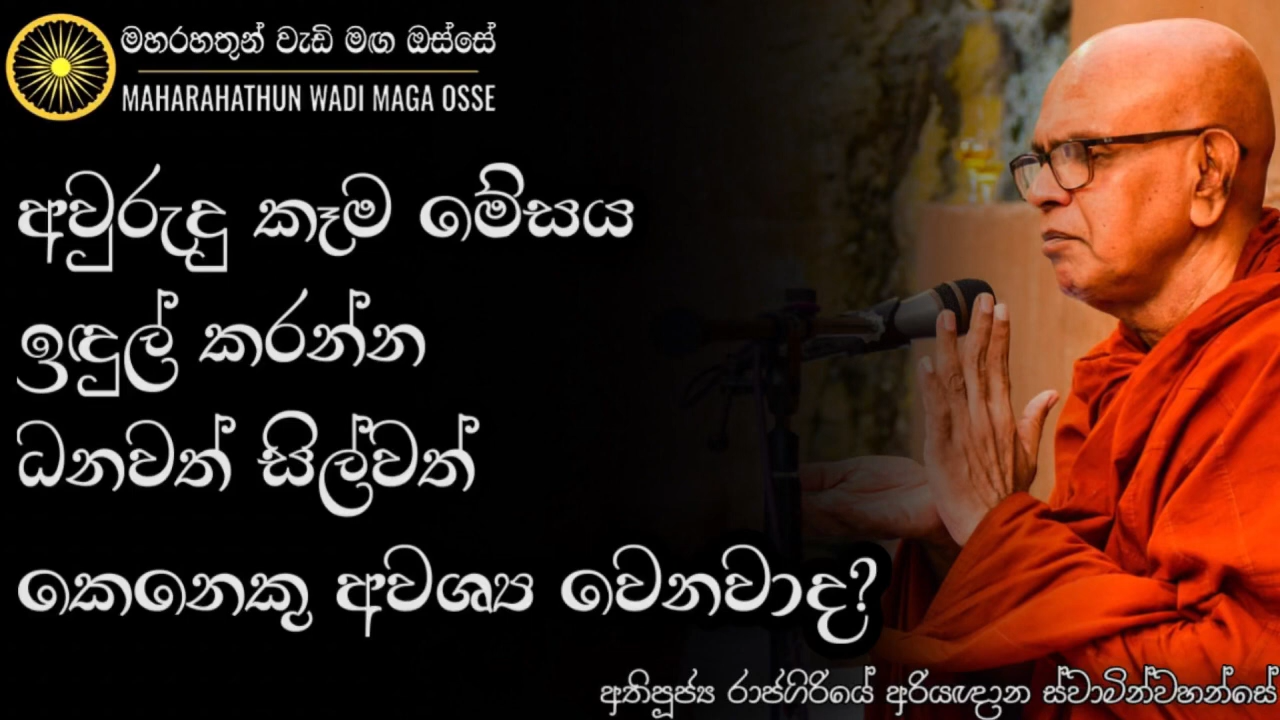 මහරහතුන් වැඩි මඟ ඔස්සේ
MAHARAHATHUN WADI MAGA OSSE
අවුරුදු කෑම මේසය
ඉඳුල් කරන්න
ධනවත් සිල්වත්
කෙනෙකු අවශ්‍ය වෙනවාද?
අතිපූජ්‍ය රාජගිරියේ අරියඥාන ස්වාමින්වහන්සේ